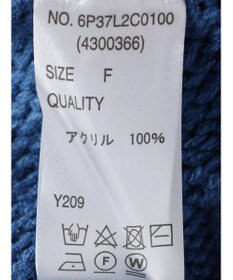 NO. 6P37L2C0100
(4300366)
SIZE F
QUALITY
アクリル 100%
Y209
F W